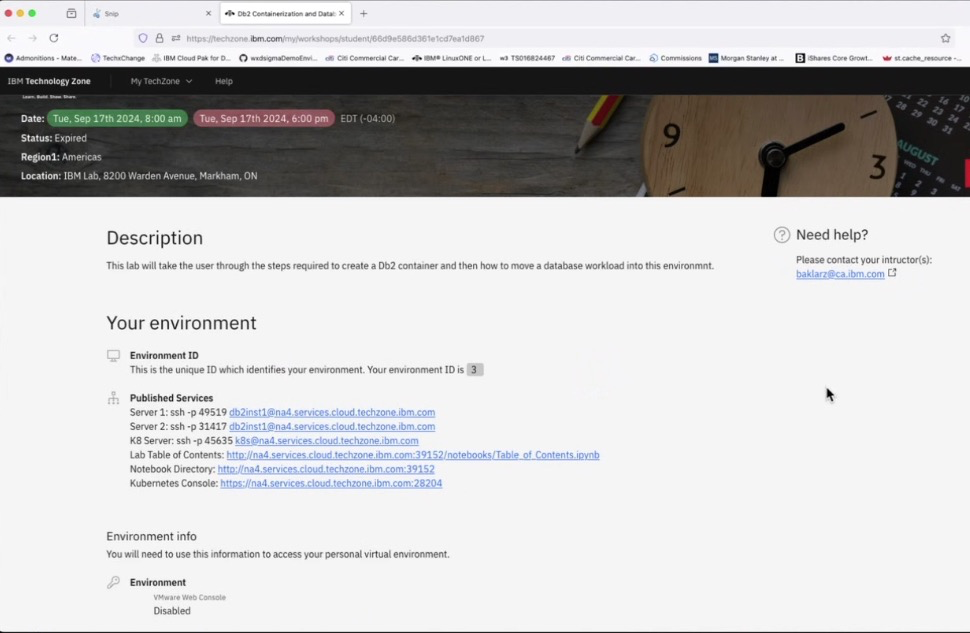 Snip
Db2 Containerization and Datab
https://techzone.ibm.com/my/workshops/student/66d9e586d361e1cd7ea1d867
Admonitions - Mate...
TechxChange
IBM Cloud Pak for D...
wxdsigmaDemoEnvi...
Citi Commercial Car...
IBM® LinuxONE or L...
w3 TS016824467
Citi Commercial Car...
Commissions
Morgan Stanley at ...
iShares Core Growt...
st.cache_resource -...
IBM Technology Zone
My TechZone
Help
Learn. Build. Show. Share.
Date: Tue, Sep 17th 2024, 8:00 am Tue, Sep 17th 2024, 6:00 pm EDT (-04:00)
Status: Expired
Region1: Americas
Location: IBM Lab, 8200 Warden Avenue, Markham, ON
9
3
AUGUST
Description
This lab will take the user through the steps required to create a Db2 container and then how to move a database workload into this environmnt.
Need help?
Please contact your intructor(s):
baklarz@ca.ibm.com
Your environment
Environment ID
This is the unique ID which identifies your environment. Your environment ID is 3
Published Services
Server 1: ssh -p 49519 db2inst1@na4.services.cloud.techzone.ibm.com
Server 2: ssh -p 31417 db2inst1@na4.services.cloud.techzone.ibm.com
K8 Server: ssh -p 45635 k8s@na4.services.cloud.techzone.ibm.com
Lab Table of Contents: http://na4.services.cloud.techzone.ibm.com:39152/notebooks/Table_of_Contents.ipynb
Notebook Directory: http://na4.services.cloud.techzone.ibm.com:39152
Kubernetes Console: https://na4.services.cloud.techzone.ibm.com:28204
Environment info
You will need to use this information to access your personal virtual environment.
Environment
VMware Web Console
Disabled